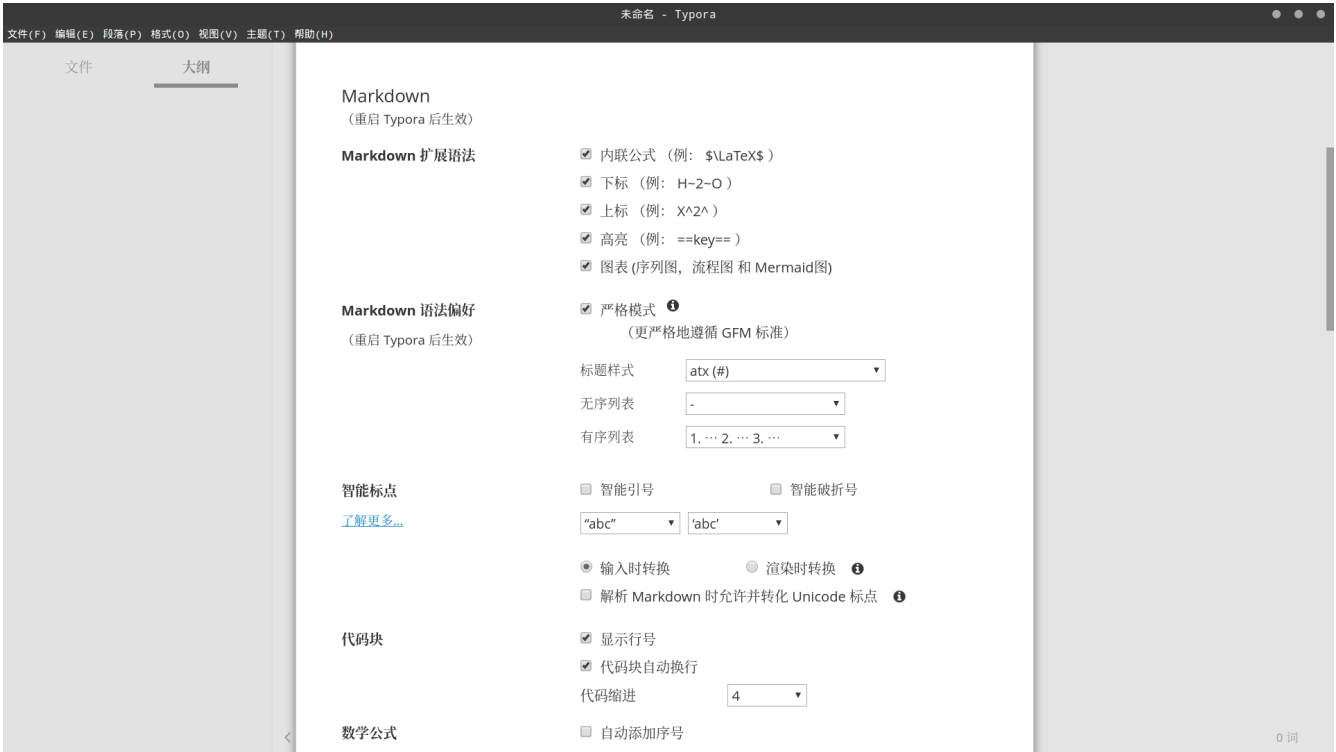 未命名 - Typora
文件(F) 编辑(E) 段落(P) 格式(O) 视图(V) 主题(T) 帮助(H)
文件 大纲
Markdown
（重启 Typora 后生效）
Markdown 扩展语法
内联公式 （例： $\LaTeX$ ）
下标 （例： H~2~O ）
上标 （例： X^2^ ）
高亮 （例： ==key== ）
图表 (序列图，流程图 和 Mermaid图)
Markdown 语法偏好
（重启 Typora 后生效）
严格模式
（更严格地遵循 GFM 标准）
标题样式 atx (#)
无序列表 -
有序列表 1. ⋯ 2. ⋯ 3. ⋯
智能标点
了解更多...
智能引号 智能破折号
“abc” ‘abc’
输入时转换 渲染时转换
解析 Markdown 时允许并转化 Unicode 标点
代码块
显示行号
代码块自动换行
代码缩进 4
数学公式
自动添加序号
0 词